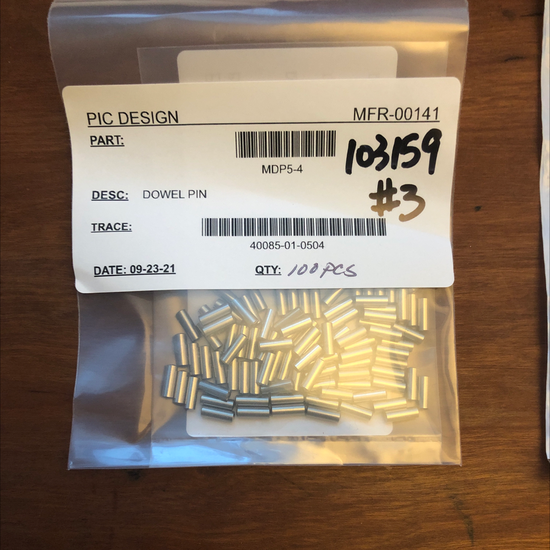 PIC DESIGN MFR-00141
PART:
MDP5-4
103159
#3
DESC: DOWEL PIN
TRACE:
40085-01-0504
DATE: 09-23-21 QTY: 100 PCS